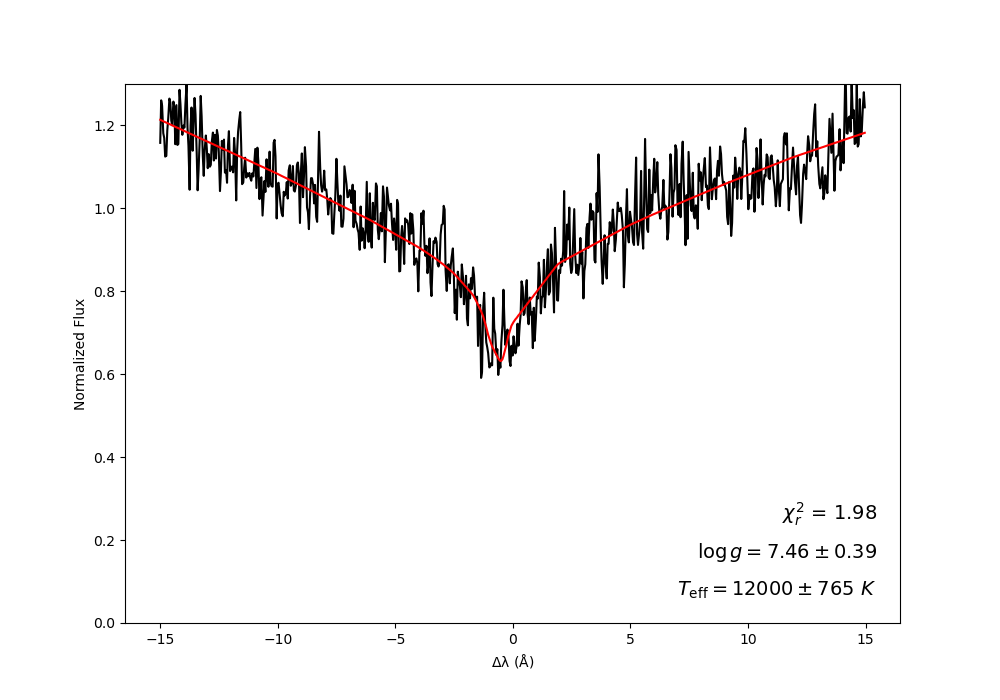 1.2
1.0
0.8
0.6
0.4
0.2
0.0
Normalized Flux
χ²ᵣ = 1.98
log g = 7.46 ± 0.39
T_eff = 12000 ± 765 K
−15 −10 −5 0 5 10 15
Δλ (Å)